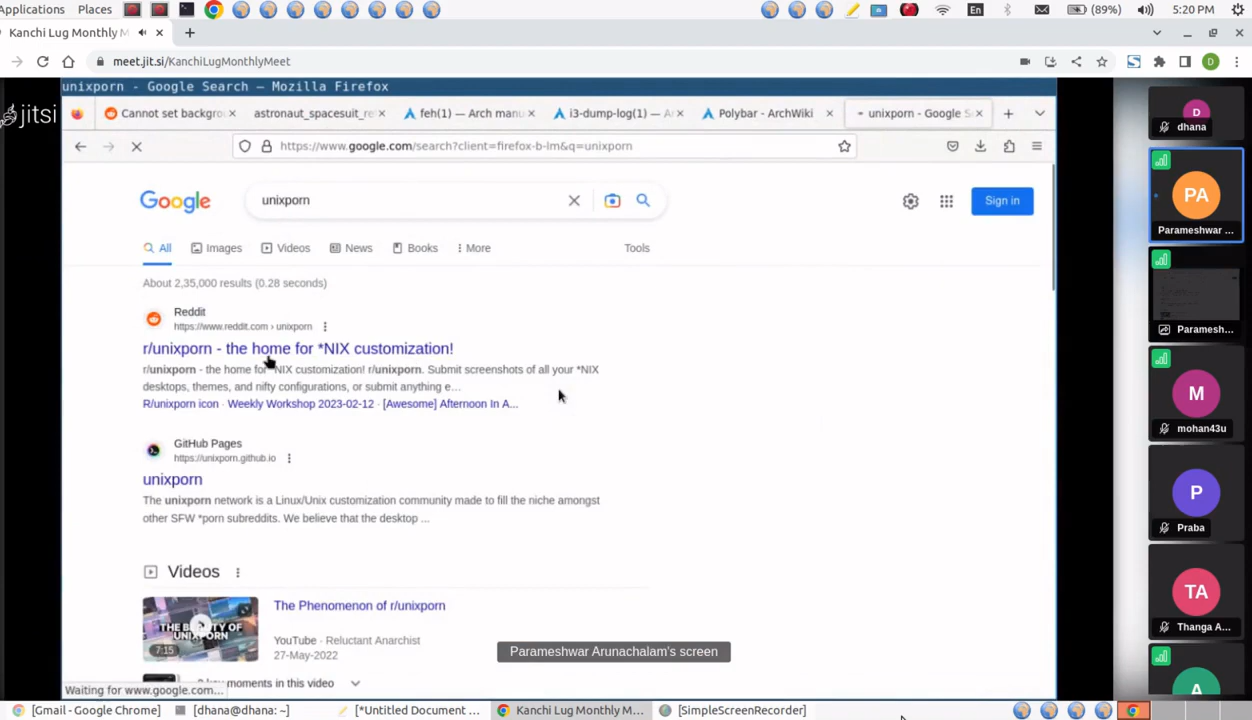 Applications Places En (89%) 5:20 PM
Kanchi Lug Monthly M
meet.jit.si/KanchiLugMonthlyMeet D
unixporn - Google Search — Mozilla Firefox
jitsi
Cannot set backgro astronaut_spacesuit_re feh(1) — Arch manu i3-dump-log(1) — A Polybar - ArchWiki unixporn - Google S
https://www.google.com/search?client=firefox-b-lm&q=unixporn
Google unixporn Sign in
All Images Videos News Books More Tools
About 2,35,000 results (0.28 seconds)
Reddit
https://www.reddit.com › unixporn
r/unixporn - the home for *NIX customization!
r/unixporn - the home for *NIX customization! r/unixporn. Submit screenshots of all your *NIX
desktops, themes, and nifty configurations, or submit anything e...
R/unixporn icon · Weekly Workshop 2023-02-12 · [Awesome] Afternoon In A...
GitHub Pages
https://unixporn.github.io
unixporn
The unixporn network is a Linux/Unix customization community made to fill the niche amongst
other SFW *porn subreddits. We believe that the desktop ...
Videos
THE BEAUTY OF
UNIXPORN
7:15
The Phenomenon of r/unixporn
YouTube · Reluctant Anarchist
27-May-2022
key moments in this video
Waiting for www.google.com...
Parameshwar Arunachalam's screen
D
dhana
PA
Parameshwar ...
Paramesh...
M
mohan43u
P
Praba
TA
Thanga A...
A
[Gmail - Google Chrome] [dhana@dhana: ~] [*Untitled Document ... Kanchi Lug Monthly M... [SimpleScreenRecorder]